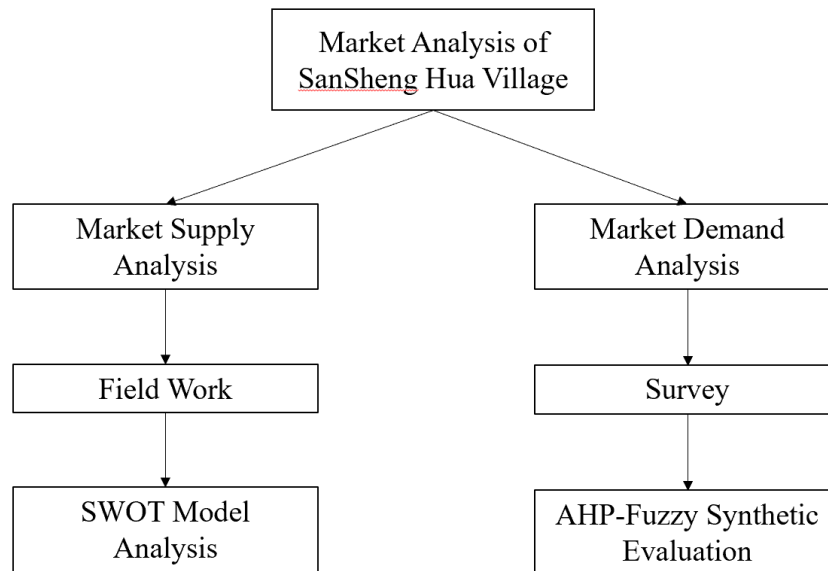 Market Analysis of
SanSheng Hua Village
Market Supply
Analysis
Market Demand
Analysis
Field Work
Survey
SWOT Model
Analysis
AHP-Fuzzy Synthetic
Evaluation